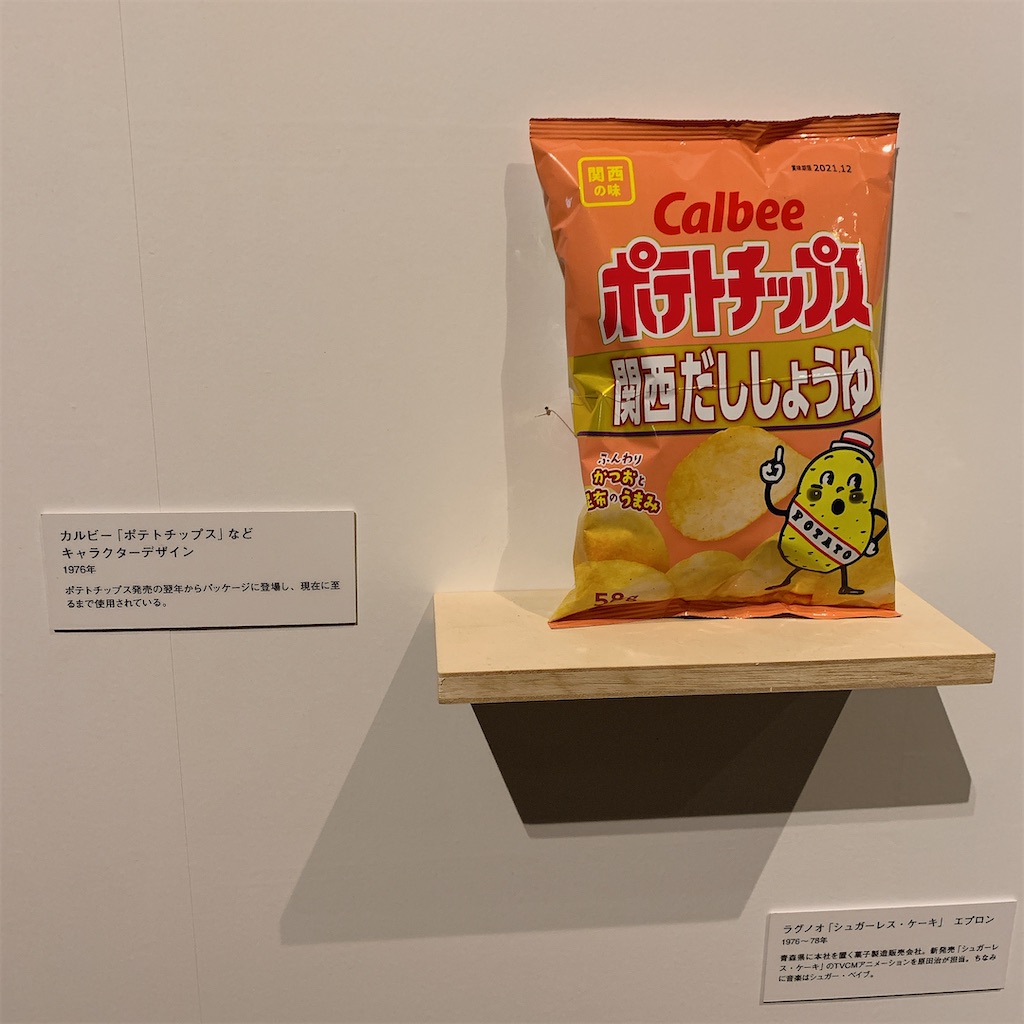 カルビー「ポテトチップス」など
キャラクターデザイン
1976年
ポテトチップス発売の翌年からパッケージに登場し、現在に至
るまで使用されている。
関西
の味
賞味期限 2021.12
Calbee
ポテトチップス
関西だししょうゆ
ふんわり
かつおと
昆布のうまみ
POTATO
58g
ラグノオ「シュガーレス・ケーキ」 エプロン
1976〜78年
青森県に本社を置く菓子製造販売会社。新発売「シュガーレ
ス・ケーキ」のTVCMアニメーションを原田治が担当。ちなみ
に音楽はシュガー・ベイブ。